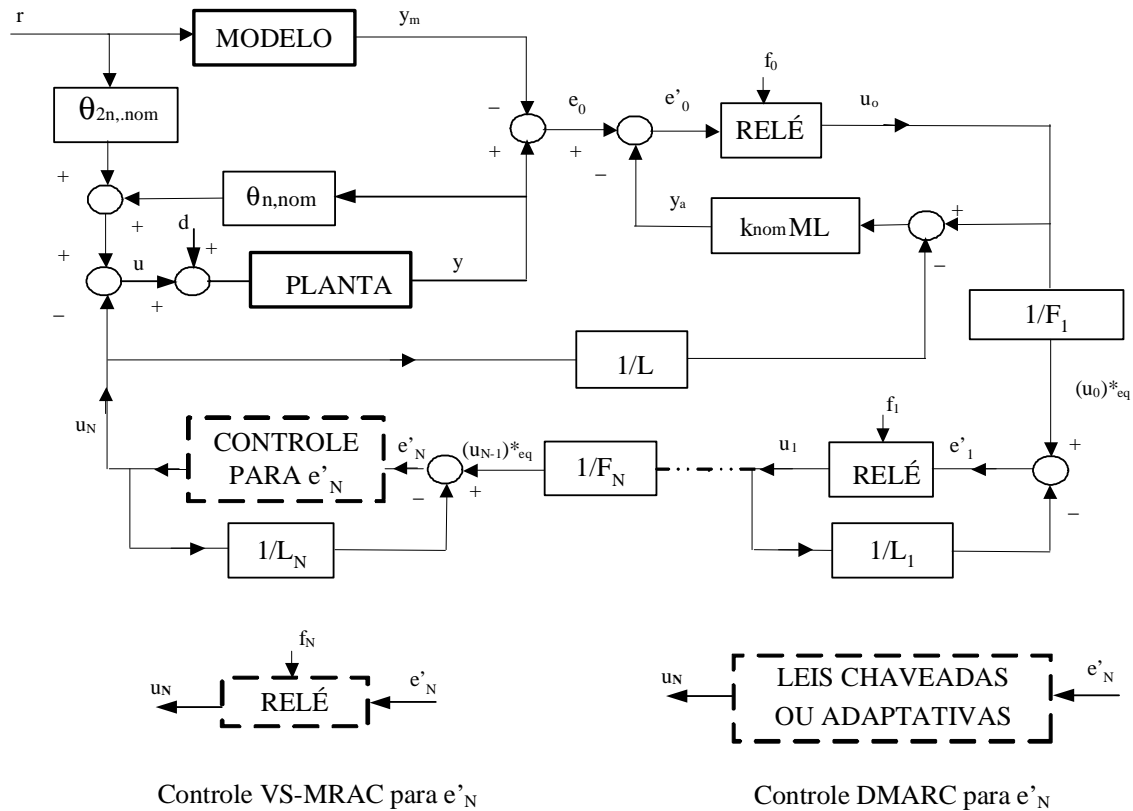 r
MODELO
y_m
θ_2n,.nom
−
+
e_0
+
−
e’_0
f_0
RELÉ
u_o
+
+
θ_n,nom
y_a
k_nom ML
+
−
+
−
u
d
+
+
PLANTA
y
1/F_1
1/L
(u_0)*_eq
u_N
CONTROLE
PARA e’_N
e’_N
−
+
(u_N-1)*_eq
1/F_N
u_1
f_1
RELÉ
e’_1
+
−
1/L_N
1/L_1
f_N
u_N
RELÉ
e’_N
u_N
LEIS CHAVEADAS
OU ADAPTATIVAS
e’_N
Controle VS-MRAC para e’_N
Controle DMARC para e’_N